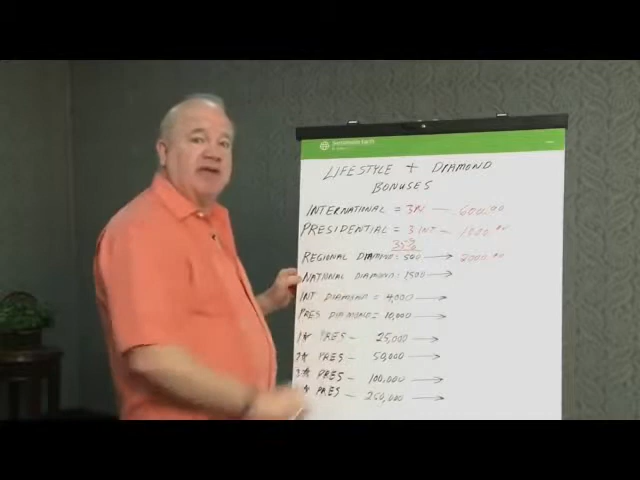 LIFESTYLE + DIAMOND
BONUSES
INTERNATIONAL = 3N — 600.00
PRESIDENTIAL = 3 INT — 1000.00
35%
REGIONAL DIAMOND: 500 → 2000.00
NATIONAL DIAMOND: 1500 →
INT DIAMOND = 4,000 →
PRES DIAMOND = 10,000 →
1* PRES — 25,000 →
2* PRES — 50,000 →
3* PRES — 100,000 →
* PRES — 250,000 →